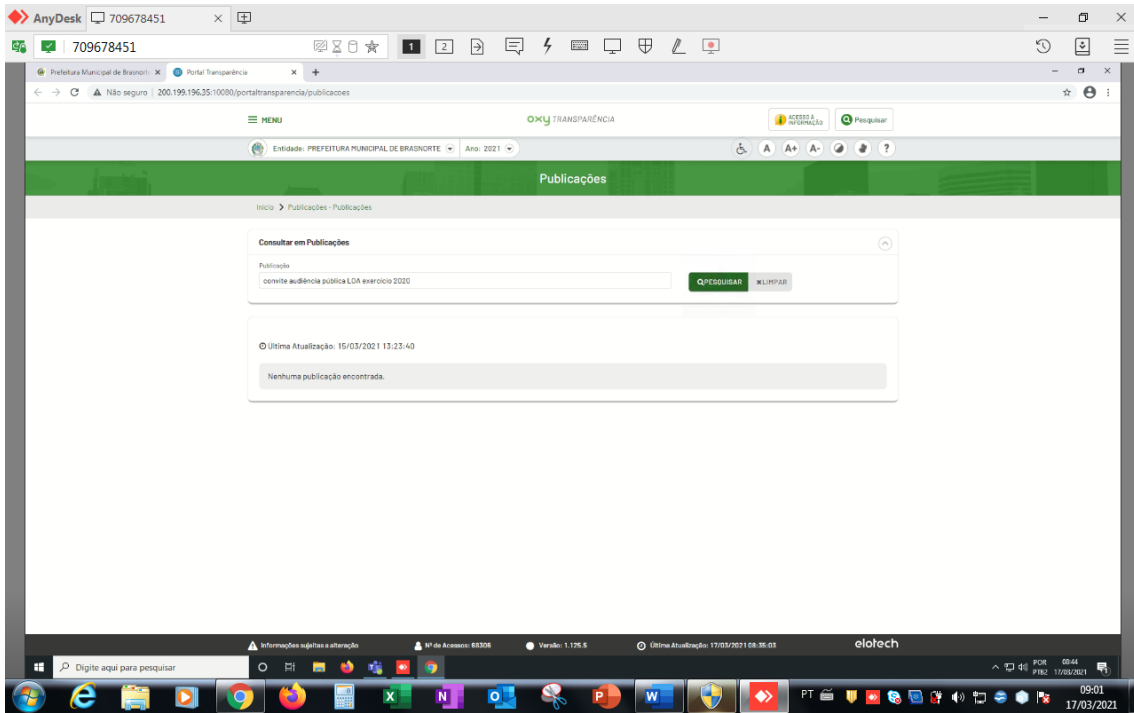 AnyDesk 709678451
709678451 1 2
Prefeitura Municipal de Brasnort Portal Transparência
Não seguro 200.199.196.35:10080/portaltransparencia/publicacoes
MENU oxy TRANSPARÊNCIA ACESSO À INFORMAÇÃO Pesquisar
Entidade: PREFEITURA MUNICIPAL DE BRASNORTE Ano: 2021 A A+ A- ?
Publicações
Início > Publicações - Publicações
Consultar em Publicações
Publicação
convite audiência pública LOA exercício 2020 PESQUISAR LIMPAR
Última Atualização: 15/03/2021 13:23:40
Nenhuma publicação encontrada.
Informações sujeitas a alteração Nº de Acessos: 68306 Versão: 1.125.5 Última Atualização: 17/03/2021 08:35:03 elotech
Digite aqui para pesquisar POR 08:44
PTB2 17/03/2021
PT 09:01
17/03/2021